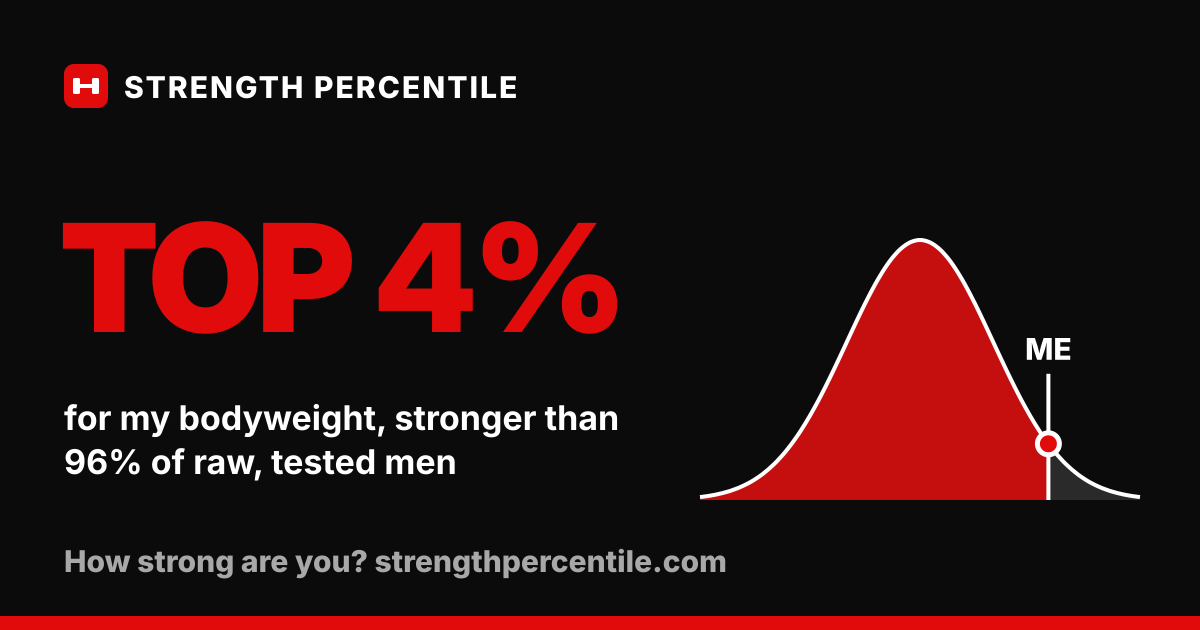 STRENGTH PERCENTILE
TOP 4%
ME
for my bodyweight, stronger than
96% of raw, tested men
How strong are you? strengthpercentile.com